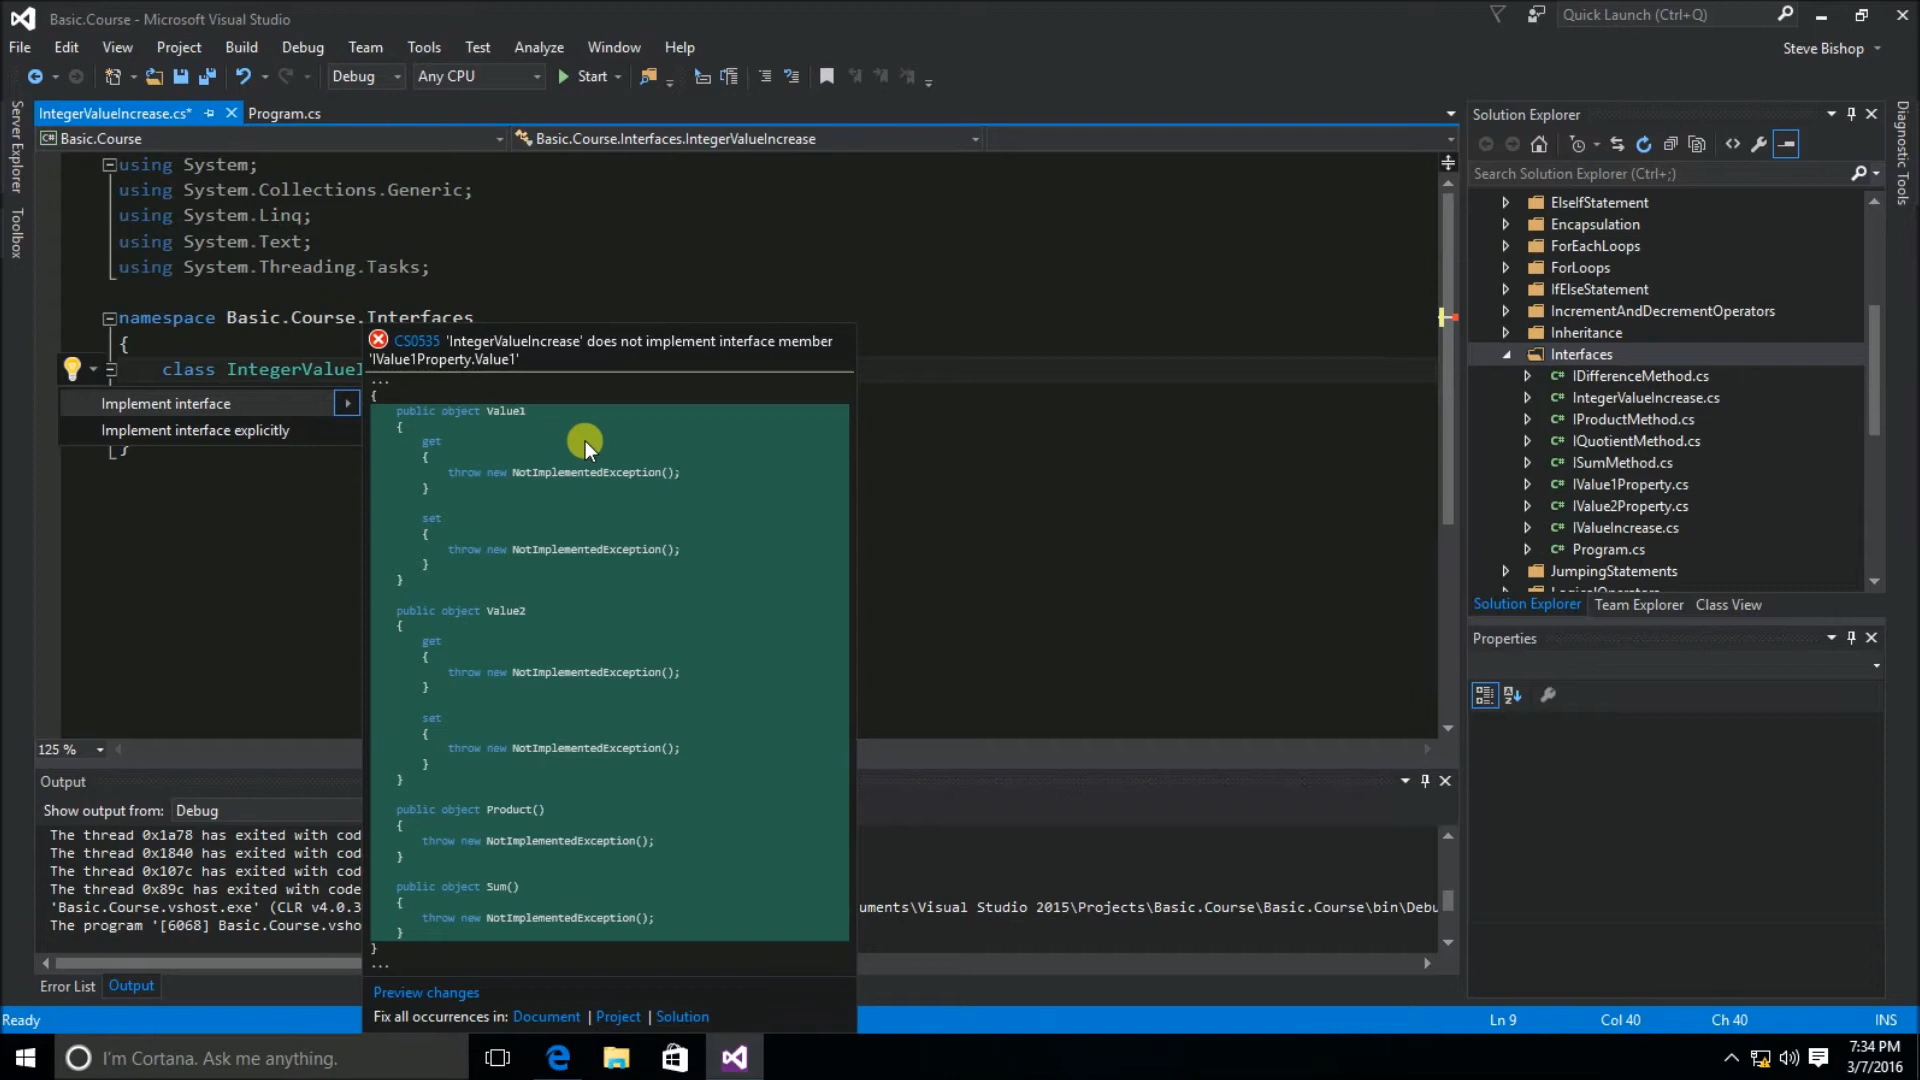 Basic.Course - Microsoft Visual Studio
Quick Launch (Ctrl+Q)
File Edit View Project Build Debug Team Tools Test Analyze Window Help
Steve Bishop
Debug Any CPU Start
Server Explorer
Toolbox
IntegerValueIncrease.cs* Program.cs
Basic.Course Basic.Course.Interfaces.IntegerValueIncrease
using System;
using System.Collections.Generic;
using System.Linq;
using System.Text;
using System.Threading.Tasks;
namespace Basic.Course.Interfaces
{
class IntegerValueI
Implement interface
Implement interface explicitly
}
CS0535 'IntegerValueIncrease' does not implement interface member
'IValue1Property.Value1'
...
{
public object Value1
{
get
{
throw new NotImplementedException();
}
set
{
throw new NotImplementedException();
}
}
public object Value2
{
get
{
throw new NotImplementedException();
}
set
{
throw new NotImplementedException();
}
}
public object Product()
{
throw new NotImplementedException();
}
public object Sum()
{
throw new NotImplementedException();
}
}
...
Preview changes
Fix all occurrences in: Document | Project | Solution
125 %
Output
Show output from: Debug
The thread 0x1a78 has exited with cod
The thread 0x1840 has exited with cod
The thread 0x107c has exited with cod
The thread 0x89c has exited with code
'Basic.Course.vshost.exe' (CLR v4.0.3
uments\Visual Studio 2015\Projects\Basic.Course\Basic.Course\bin\Debu
The program '[6068] Basic.Course.vsho
Error List Output
Solution Explorer
Search Solution Explorer (Ctrl+;)
ElseIfStatement
Encapsulation
ForEachLoops
ForLoops
IfElseStatement
IncrementAndDecrementOperators
Inheritance
Interfaces
C# IDifferenceMethod.cs
C# IntegerValueIncrease.cs
C# IProductMethod.cs
C# IQuotientMethod.cs
C# ISumMethod.cs
C# IValue1Property.cs
C# IValue2Property.cs
C# IValueIncrease.cs
C# Program.cs
JumpingStatements
LogicalOperators
Solution Explorer Team Explorer Class View
Properties
Diagnostic Tools
Ready Ln 9 Col 40 Ch 40 INS
I'm Cortana. Ask me anything.
7:34 PM
3/7/2016